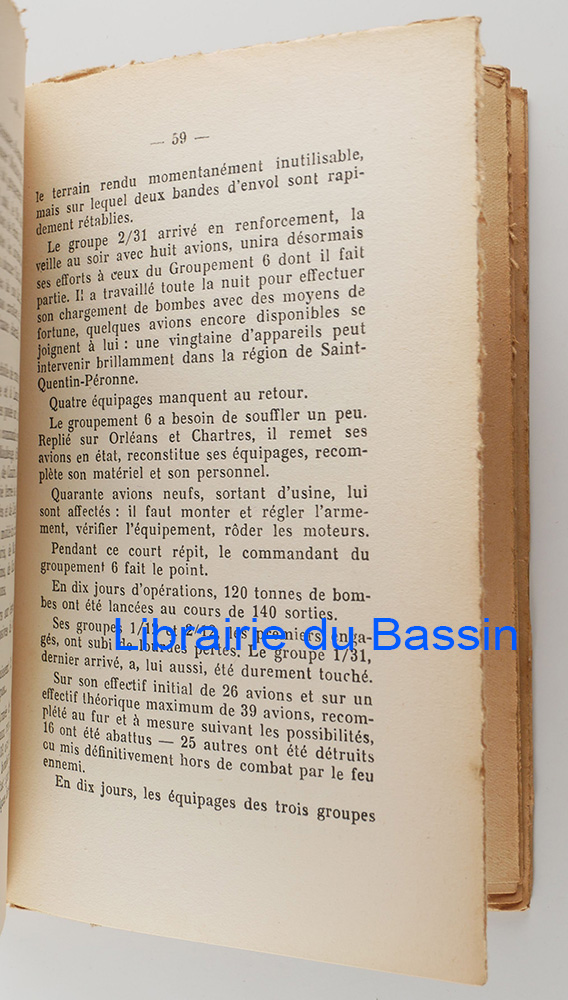 — 59 —
le terrain rendu momentanément inutilisable,
mais sur lequel deux bandes d'envol sont rapi-
dement rétablies.
Le groupe 2/31 arrivé en renforcement, la
veille au soir avec huit avions, unira désormais
ses efforts à ceux du Groupement 6 dont il fait
partie. Il a travaillé toute la nuit pour effectuer
son chargement de bombes avec des moyens de
fortune, quelques avions encore disponibles se
joignent à lui : une vingtaine d'appareils peut
intervenir brillamment dans la région de Saint-
Quentin-Péronne.
Quatre équipages manquent au retour.
Le groupement 6 a besoin de souffler un peu.
Replié sur Orléans et Chartres, il remet ses
avions en état, reconstitue ses équipages, recom-
plète son matériel et son personnel.
Quarante avions neufs, sortant d'usine, lui
sont affectés : il faut monter et régler l'arme-
ment, vérifier l'équipement, rôder les moteurs.
Pendant ce court répit, le commandant du
groupement 6 fait le point.
En dix jours d'opérations, 120 tonnes de bom-
bes ont été lancées au cours de 140 sorties.
Ses groupes les premiers enga-
gés, ont subi de lourdes pertes. Le groupe 1/31,
dernier arrivé, a, lui aussi, été durement touché.
Sur son effectif initial de 26 avions et sur un
effectif théorique maximum de 39 avions, recom-
plété au fur et à mesure suivant les possibilités,
16 ont été abattus — 25 autres ont été détruits
ou mis définitivement hors de combat par le feu
ennemi.
En dix jours, les équipages des trois groupes
Librairie du Bassin